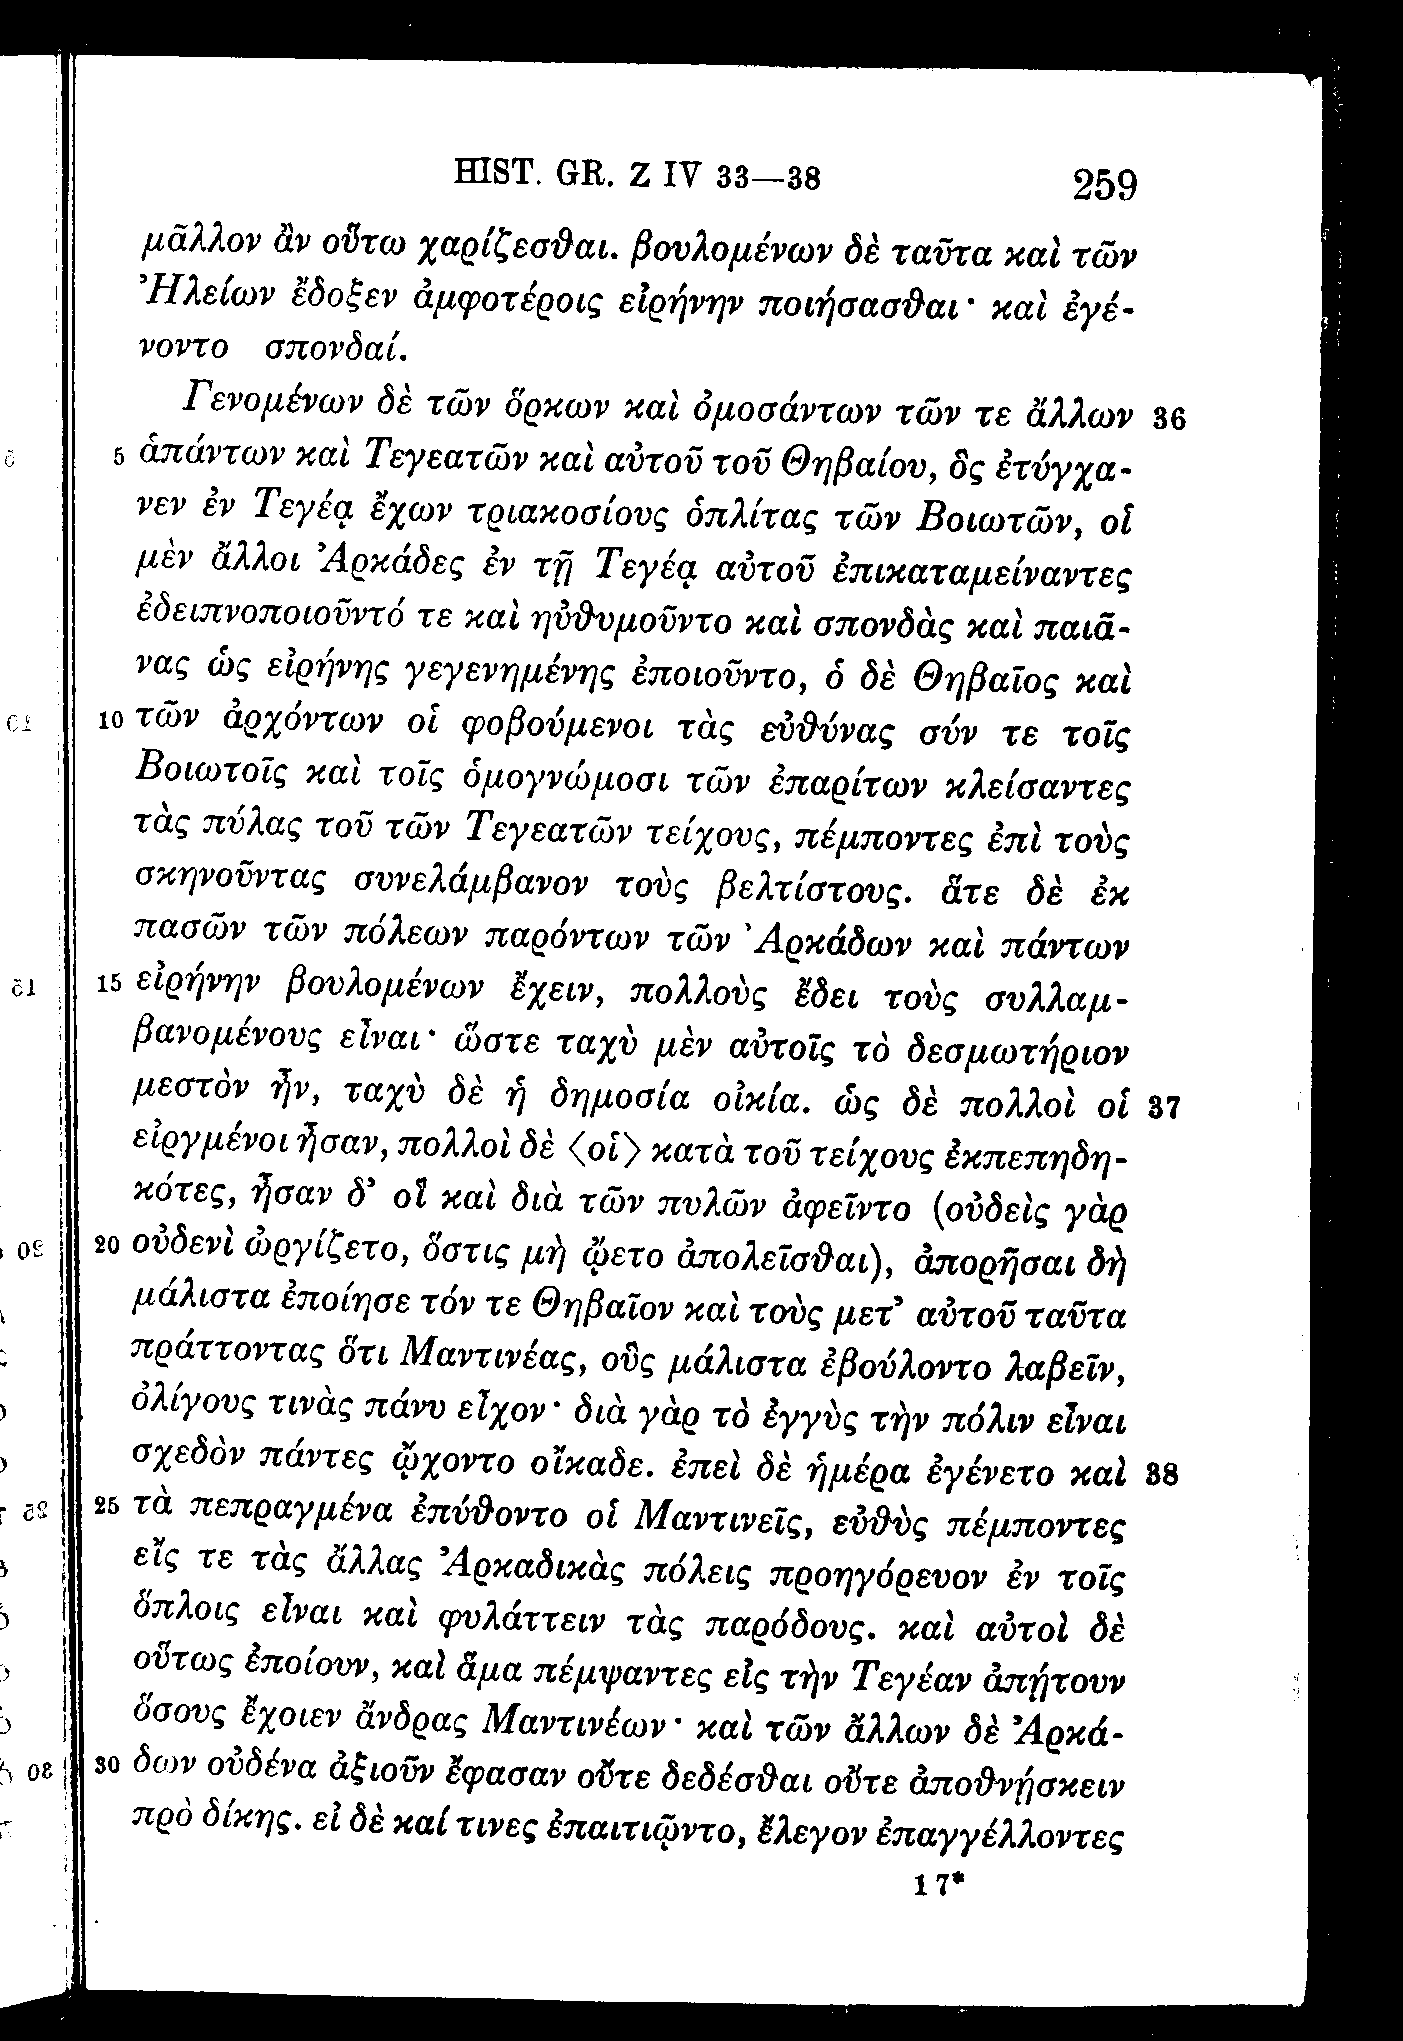 HIST. GR. Z IV 33—38 259
μᾶλλον ἂν οὕτω χαρίζεσθαι. βουλομένων δὲ ταῦτα καὶ τῶν
Ἠλείων ἔδοξεν ἀμφοτέροις εἰρήνην ποιήσασθαι· καὶ ἐγέ-
νοντο σπονδαί.
Γενομένων δὲ τῶν ὅρκων καὶ ὀμοσάντων τῶν τε ἄλλων 36
5 ἁπάντων καὶ Τεγεατῶν καὶ αὐτοῦ τοῦ Θηβαίου, ὃς ἐτύγχα-
νεν ἐν Τεγέᾳ ἔχων τριακοσίους ὁπλίτας τῶν Βοιωτῶν, οἱ
μὲν ἄλλοι Ἀρκάδες ἐν τῇ Τεγέᾳ αὐτοῦ ἐπικαταμείναντες
ἐδειπνοποιοῦντό τε καὶ ηὐθυμοῦντο καὶ σπονδὰς καὶ παιᾶ-
νας ὡς εἰρήνης γεγενημένης ἐποιοῦντο, ὁ δὲ Θηβαῖος καὶ
10 τῶν ἀρχόντων οἱ φοβούμενοι τὰς εὐθύνας σύν τε τοῖς
Βοιωτοῖς καὶ τοῖς ὁμογνώμοσι τῶν ἐπαρίτων κλείσαντες
τὰς πύλας τοῦ τῶν Τεγεατῶν τείχους, πέμποντες ἐπὶ τοὺς
σκηνοῦντας συνελάμβανον τοὺς βελτίστους. ἅτε δὲ ἐκ
πασῶν τῶν πόλεων παρόντων τῶν Ἀρκάδων καὶ πάντων
15 εἰρήνην βουλομένων ἔχειν, πολλοὺς ἔδει τοὺς συλλαμ-
βανομένους εἶναι· ὥστε ταχὺ μὲν αὐτοῖς τὸ δεσμωτήριον
μεστὸν ἦν, ταχὺ δὲ ἡ δημοσία οἰκία. ὡς δὲ πολλοὶ οἱ 37
εἰργμένοι ἦσαν, πολλοὶ δὲ ⟨οἱ⟩ κατὰ τοῦ τείχους ἐκπεπηδη-
κότες, ἦσαν δ’ οἳ καὶ διὰ τῶν πυλῶν ἀφεῖντο (οὐδεὶς γὰρ
20 οὐδενὶ ὠργίζετο, ὅστις μὴ ᾤετο ἀπολεῖσθαι), ἀπορῆσαι δὴ
μάλιστα ἐποίησε τόν τε Θηβαῖον καὶ τοὺς μετ’ αὐτοῦ ταῦτα
πράττοντας ὅτι Μαντινέας, οὓς μάλιστα ἐβούλοντο λαβεῖν,
ὀλίγους τινὰς πάνυ εἶχον· διὰ γὰρ τὸ ἐγγὺς τὴν πόλιν εἶναι
σχεδὸν πάντες ᾤχοντο οἴκαδε. ἐπεὶ δὲ ἡμέρα ἐγένετο καὶ 38
25 τὰ πεπραγμένα ἐπύθοντο οἱ Μαντινεῖς, εὐθὺς πέμποντες
εἴς τε τὰς ἄλλας Ἀρκαδικὰς πόλεις προηγόρευον ἐν τοῖς
ὅπλοις εἶναι καὶ φυλάττειν τὰς παρόδους. καὶ αὐτοὶ δὲ
οὕτως ἐποίουν, καὶ ἅμα πέμψαντες εἰς τὴν Τεγέαν ἀπῄτουν
ὅσους ἔχοιεν ἄνδρας Μαντινέων· καὶ τῶν ἄλλων δὲ Ἀρκά-
30 δων οὐδένα ἀξιοῦν ἔφασαν οὔτε δεδέσθαι οὔτε ἀποθνῄσκειν
πρὸ δίκης. εἰ δὲ καί τινες ἐπαιτιῷντο, ἔλεγον ἐπαγγέλλοντες
17*